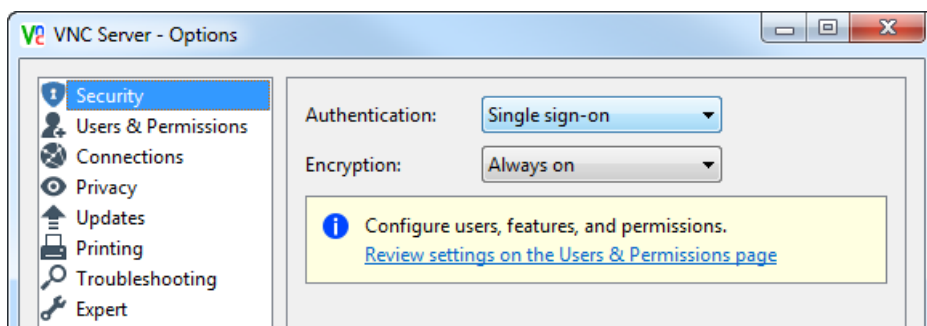 VNC Server - Options
Security
Users & Permissions
Connections
Privacy
Updates
Printing
Troubleshooting
Expert
Authentication: Single sign-on
Encryption: Always on
Configure users, features, and permissions.
Review settings on the Users & Permissions page